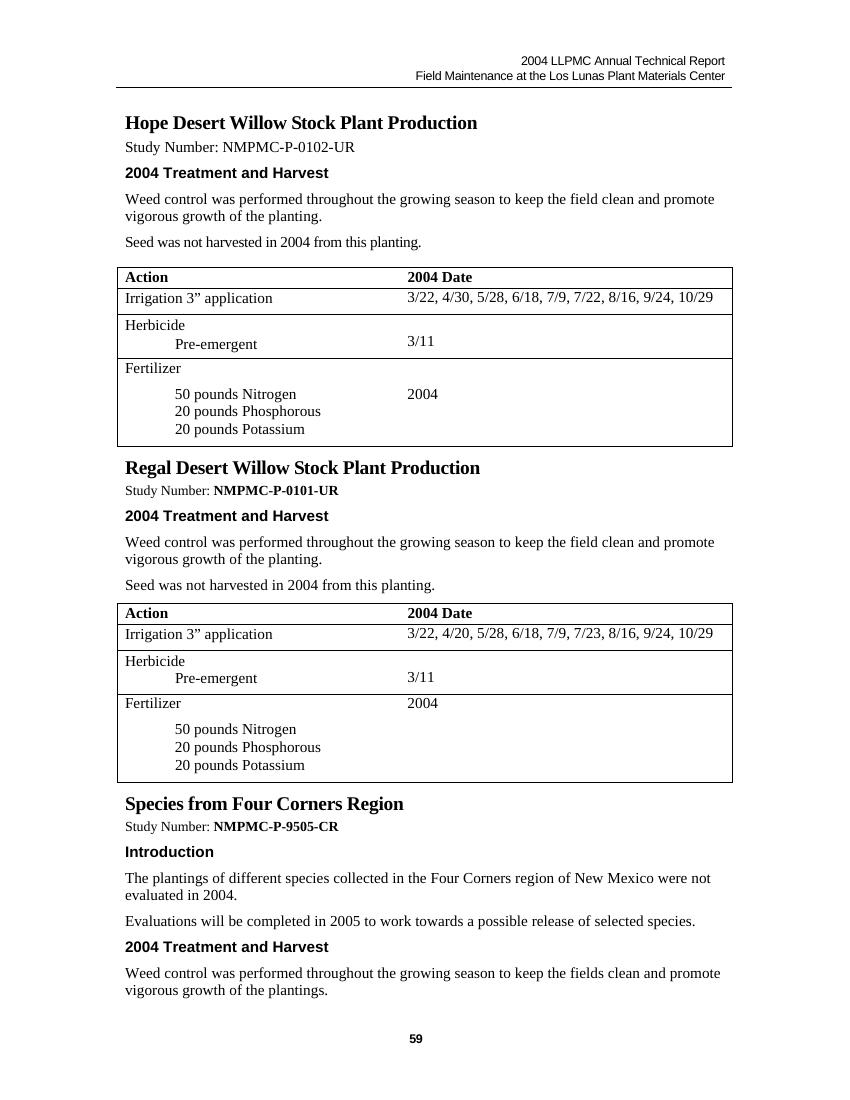 2004 LLPMC Annual Technical Report
Field Maintenance at the Los Lunas Plant Materials Center
Hope Desert Willow Stock Plant Production
Study Number: NMPMC-P-0102-UR
2004 Treatment and Harvest
Weed control was performed throughout the growing season to keep the field clean and promote
vigorous growth of the planting.
Seed was not harvested in 2004 from this planting.
Action 2004 Date
Irrigation 3” application 3/22, 4/30, 5/28, 6/18, 7/9, 7/22, 8/16, 9/24, 10/29
Herbicide
Pre-emergent 3/11
Fertilizer
50 pounds Nitrogen 2004
20 pounds Phosphorous
20 pounds Potassium
Regal Desert Willow Stock Plant Production
Study Number: NMPMC-P-0101-UR
2004 Treatment and Harvest
Weed control was performed throughout the growing season to keep the field clean and promote
vigorous growth of the planting.
Seed was not harvested in 2004 from this planting.
Action 2004 Date
Irrigation 3” application 3/22, 4/20, 5/28, 6/18, 7/9, 7/23, 8/16, 9/24, 10/29
Herbicide
Pre-emergent 3/11
Fertilizer 2004
50 pounds Nitrogen
20 pounds Phosphorous
20 pounds Potassium
Species from Four Corners Region
Study Number: NMPMC-P-9505-CR
Introduction
The plantings of different species collected in the Four Corners region of New Mexico were not
evaluated in 2004.
Evaluations will be completed in 2005 to work towards a possible release of selected species.
2004 Treatment and Harvest
Weed control was performed throughout the growing season to keep the fields clean and promote
vigorous growth of the plantings.
59